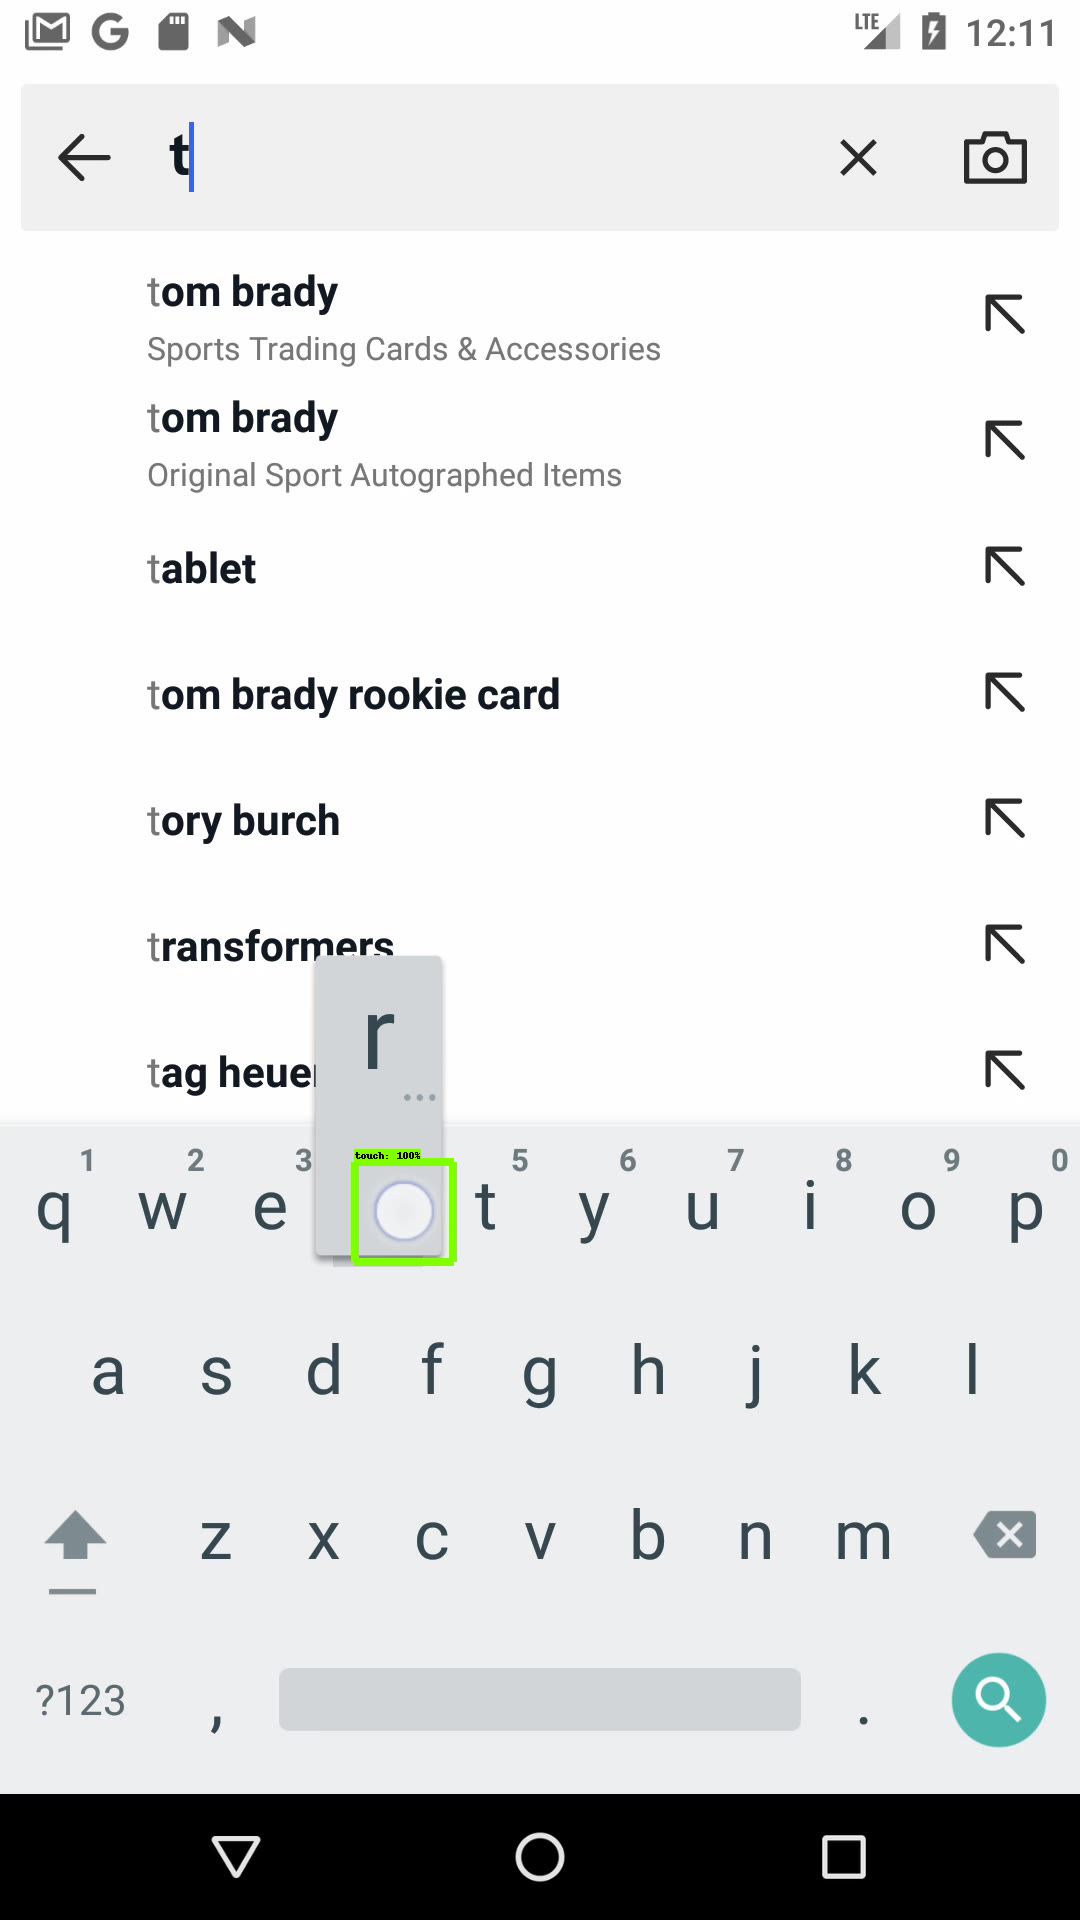 LTE 12:11
t
tom brady
Sports Trading Cards & Accessories
tom brady
Original Sport Autographed Items
tablet
tom brady rookie card
tory burch
transformers
tag heuer
r
...
touch: 100%
1 2 3 5 6 7 8 9 0
q w e t y u i o p
a s d f g h j k l
z x c v b n m
?123 , .